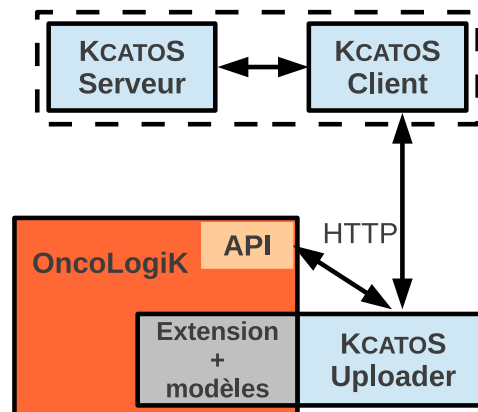 KCATOS
Serveur
KCATOS
Client
HTTP
API
OncoLogiK
Extension
+
modèles
KCATOS
Uploader